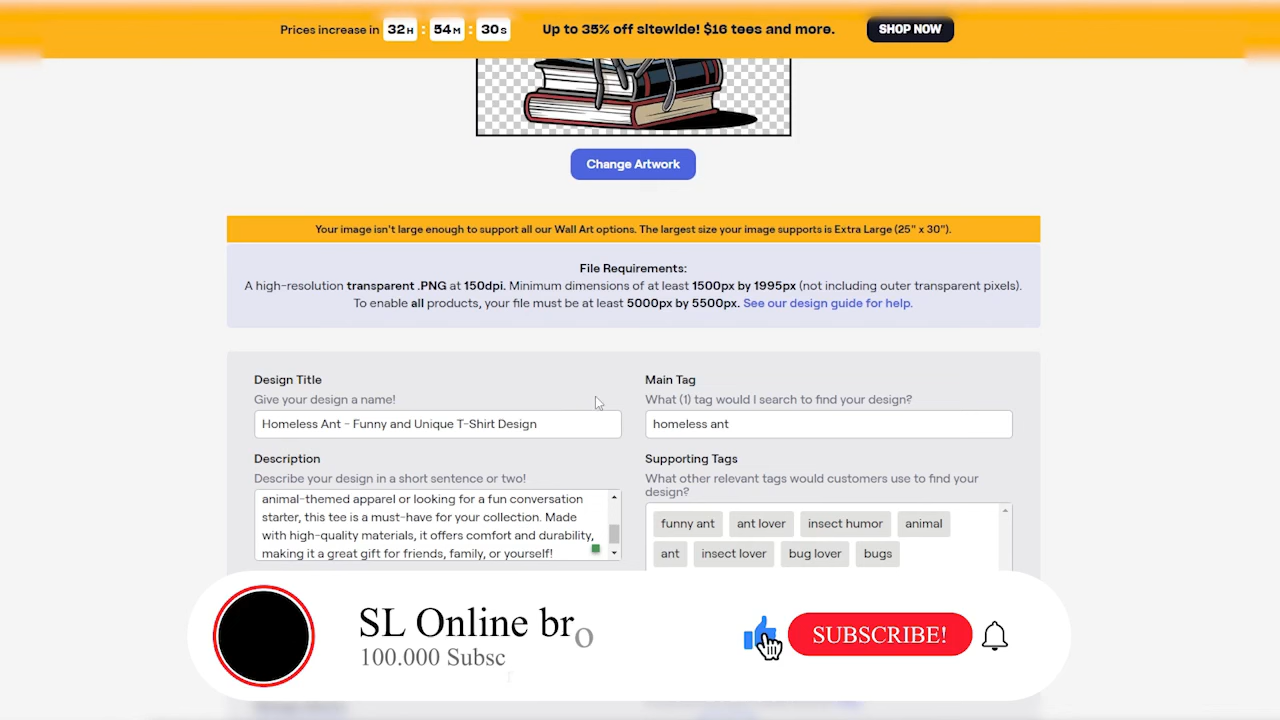 Prices increase in 32H : 54M : 30S Up to 35% off sitewide! $16 tees and more. SHOP NOW
Change Artwork
Your image isn't large enough to support all our Wall Art options. The largest size your image supports is Extra Large (25" x 30").
File Requirements:
A high-resolution transparent .PNG at 150dpi. Minimum dimensions of at least 1500px by 1995px (not including outer transparent pixels).
To enable all products, your file must be at least 5000px by 5500px. See our design guide for help.
Design Title
Give your design a name!
Homeless Ant - Funny and Unique T-Shirt Design
Main Tag
What (1) tag would I search to find your design?
homeless ant
Description
Describe your design in a short sentence or two!
animal-themed apparel or looking for a fun conversation
starter, this tee is a must-have for your collection. Made
with high-quality materials, it offers comfort and durability,
making it a great gift for friends, family, or yourself!
Supporting Tags
What other relevant tags would customers use to find your
design?
funny ant ant lover insect humor animal
ant insect lover bug lover bugs
SL Online bro
100.000 Subsc
SUBSCRIBE!